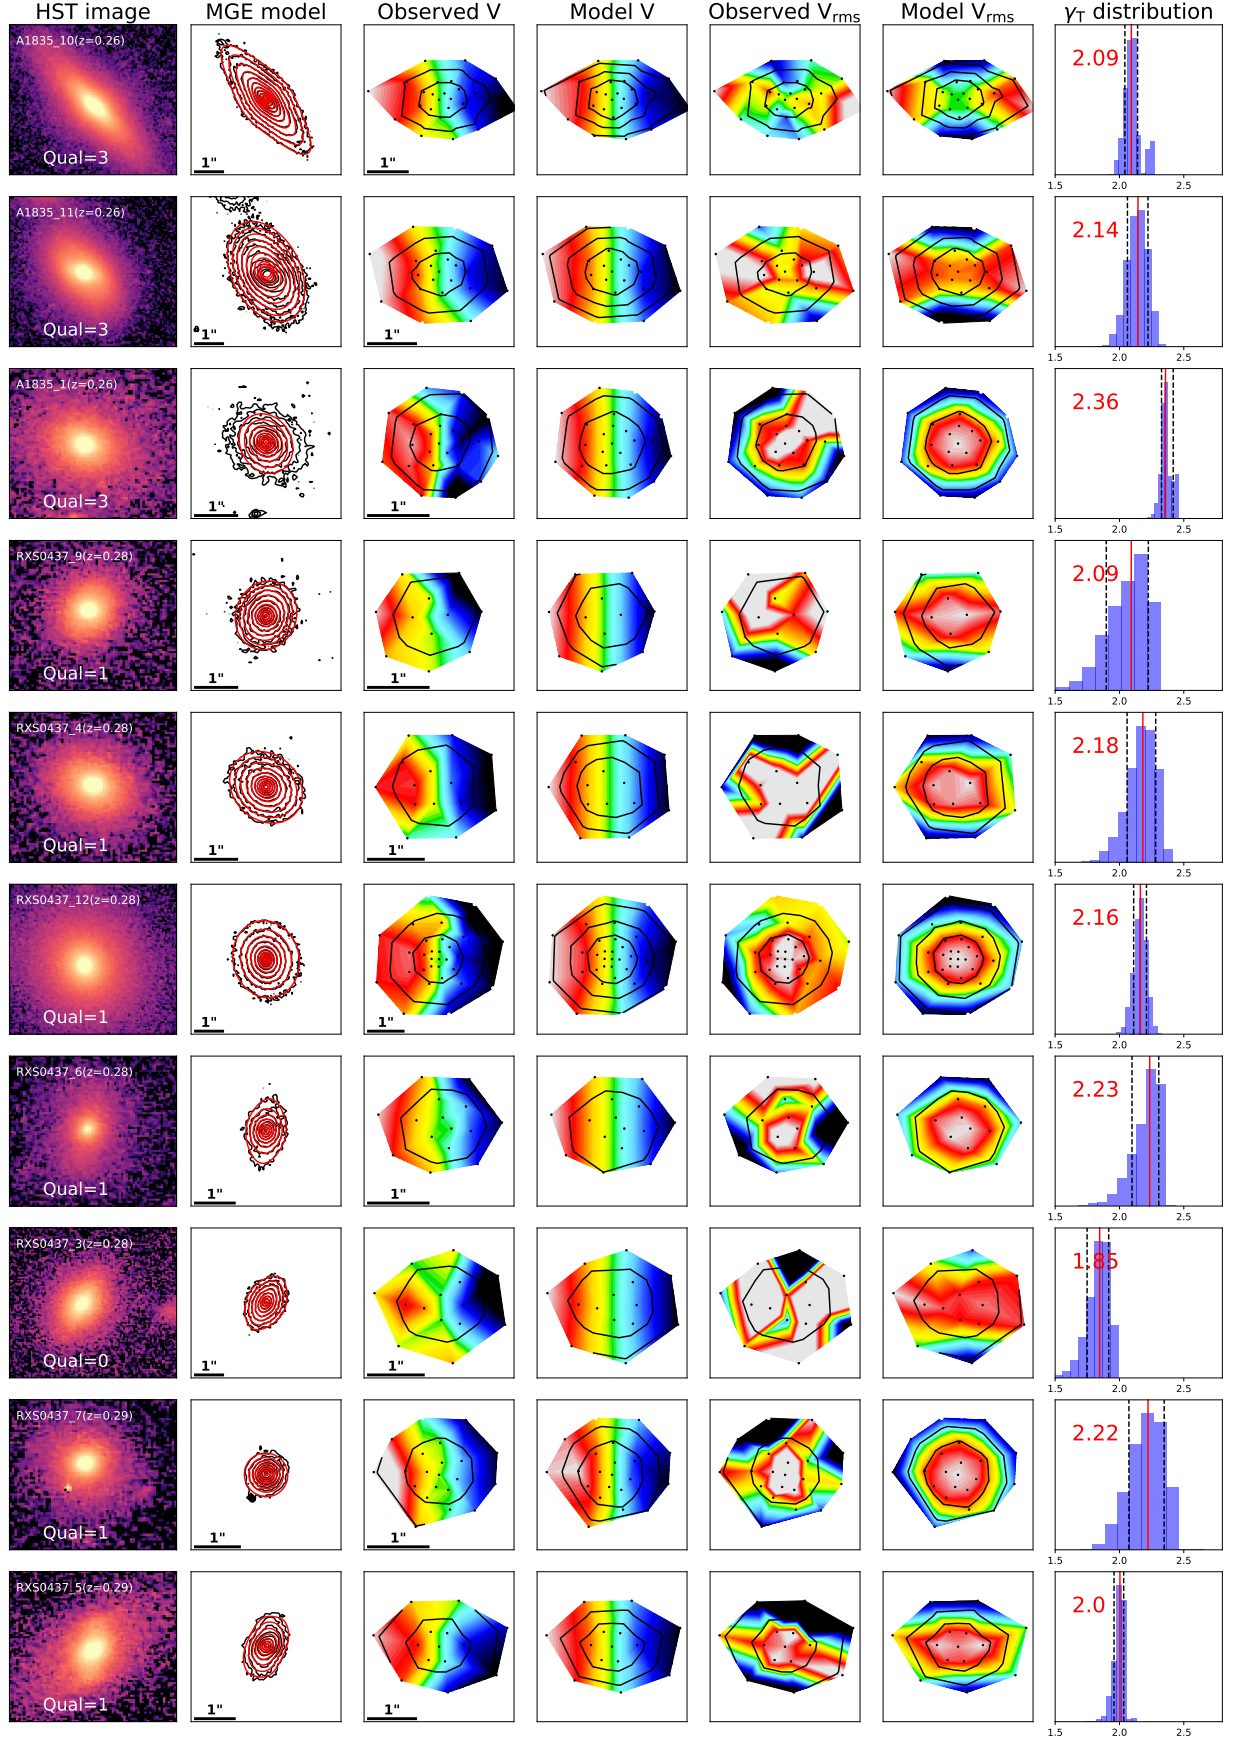 HST image MGE model Observed V Model V Observed Vrms Model Vrms γT distribution
A1835_10(z=0.26)
Qual=3
1"
1"
2.09
1.5 2.0 2.5
A1835_11(z=0.26)
Qual=3
1"
1"
2.14
1.5 2.0 2.5
A1835_1(z=0.26)
Qual=3
1"
1"
2.36
1.5 2.0 2.5
RXS0437_9(z=0.28)
Qual=1
1"
1"
2.09
1.5 2.0 2.5
RXS0437_4(z=0.28)
Qual=1
1"
1"
2.18
1.5 2.0 2.5
RXS0437_12(z=0.28)
Qual=1
1"
1"
2.16
1.5 2.0 2.5
RXS0437_6(z=0.28)
Qual=1
1"
1"
2.23
1.5 2.0 2.5
RXS0437_3(z=0.28)
Qual=0
1"
1"
1.85
1.5 2.0 2.5
RXS0437_7(z=0.29)
Qual=1
1"
1"
2.22
1.5 2.0 2.5
RXS0437_5(z=0.29)
Qual=1
1"
1"
2.0
1.5 2.0 2.5